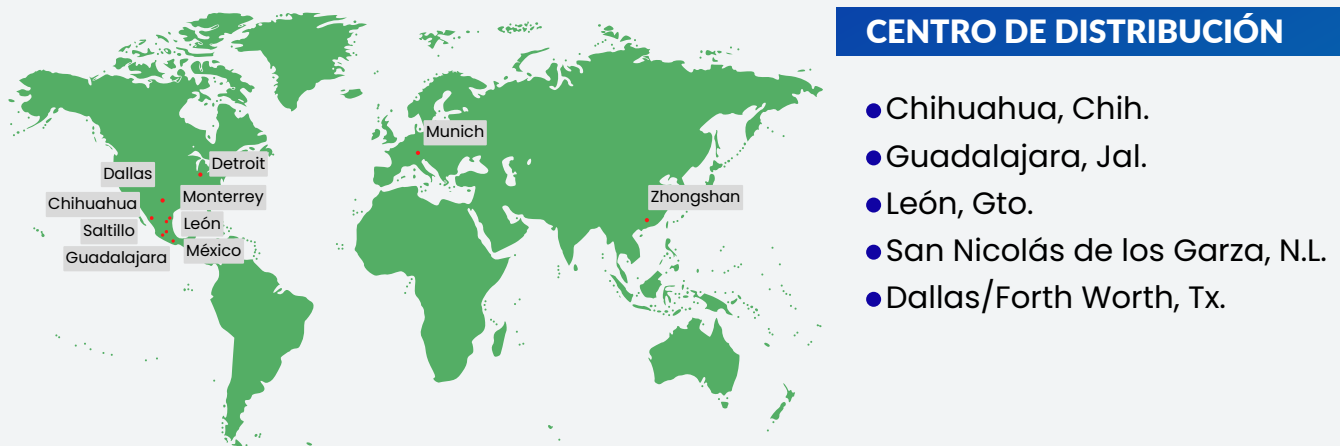 CENTRO DE DISTRIBUCIÓN
Munich
Detroit
Dallas
Chihuahua
Monterrey
Zhongshan
Saltillo
León
Guadalajara
México
Chihuahua, Chih.
Guadalajara, Jal.
León, Gto.
San Nicolás de los Garza, N.L.
Dallas/Forth Worth, Tx.